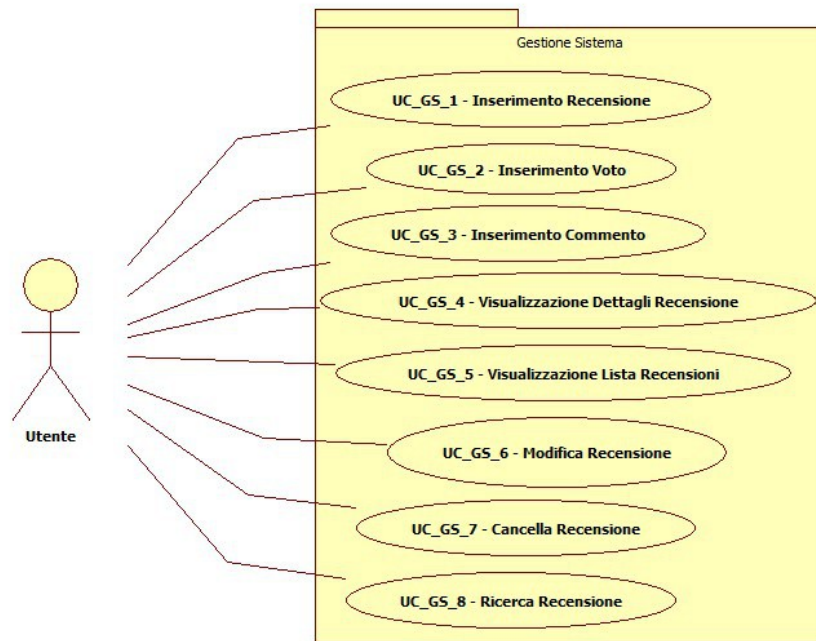 Gestione Sistema
UC_GS_1 - Inserimento Recensione
UC_GS_2 - Inserimento Voto
UC_GS_3 - Inserimento Commento
UC_GS_4 - Visualizzazione Dettagli Recensione
UC_GS_5 - Visualizzazione Lista Recensioni
Utente
UC_GS_6 - Modifica Recensione
UC_GS_7 - Cancella Recensione
UC_GS_8 - Ricerca Recensione